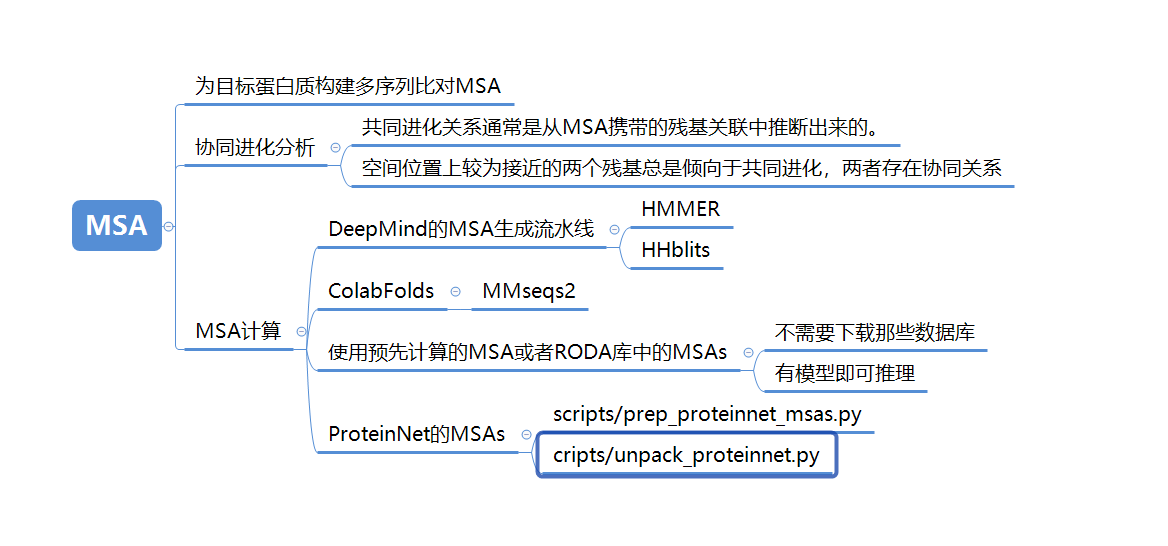 MSA
为目标蛋白质构建多序列比对MSA
协同进化分析
共同进化关系通常是从MSA携带的残基关联中推断出来的。
空间位置上较为接近的两个残基总是倾向于共同进化，两者存在协同关系
MSA计算
DeepMind的MSA生成流水线
HMMER
HHblits
ColabFolds
MMseqs2
使用预先计算的MSA或者RODA库中的MSAs
不需要下载那些数据库
有模型即可推理
ProteinNet的MSAs
scripts/prep_proteinnet_msas.py
cripts/unpack_proteinnet.py